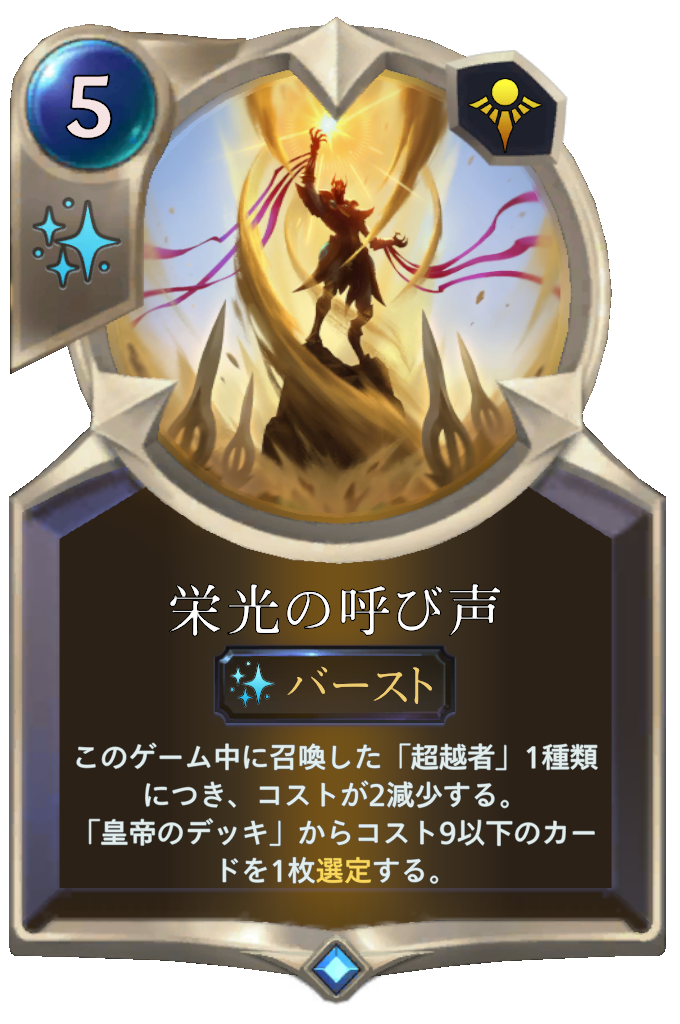 5
栄光の呼び声
バースト
このゲーム中に召喚した「超越者」1種類
につき、コストが2減少する。
「皇帝のデッキ」からコスト9以下のカー
ドを1枚選定する。